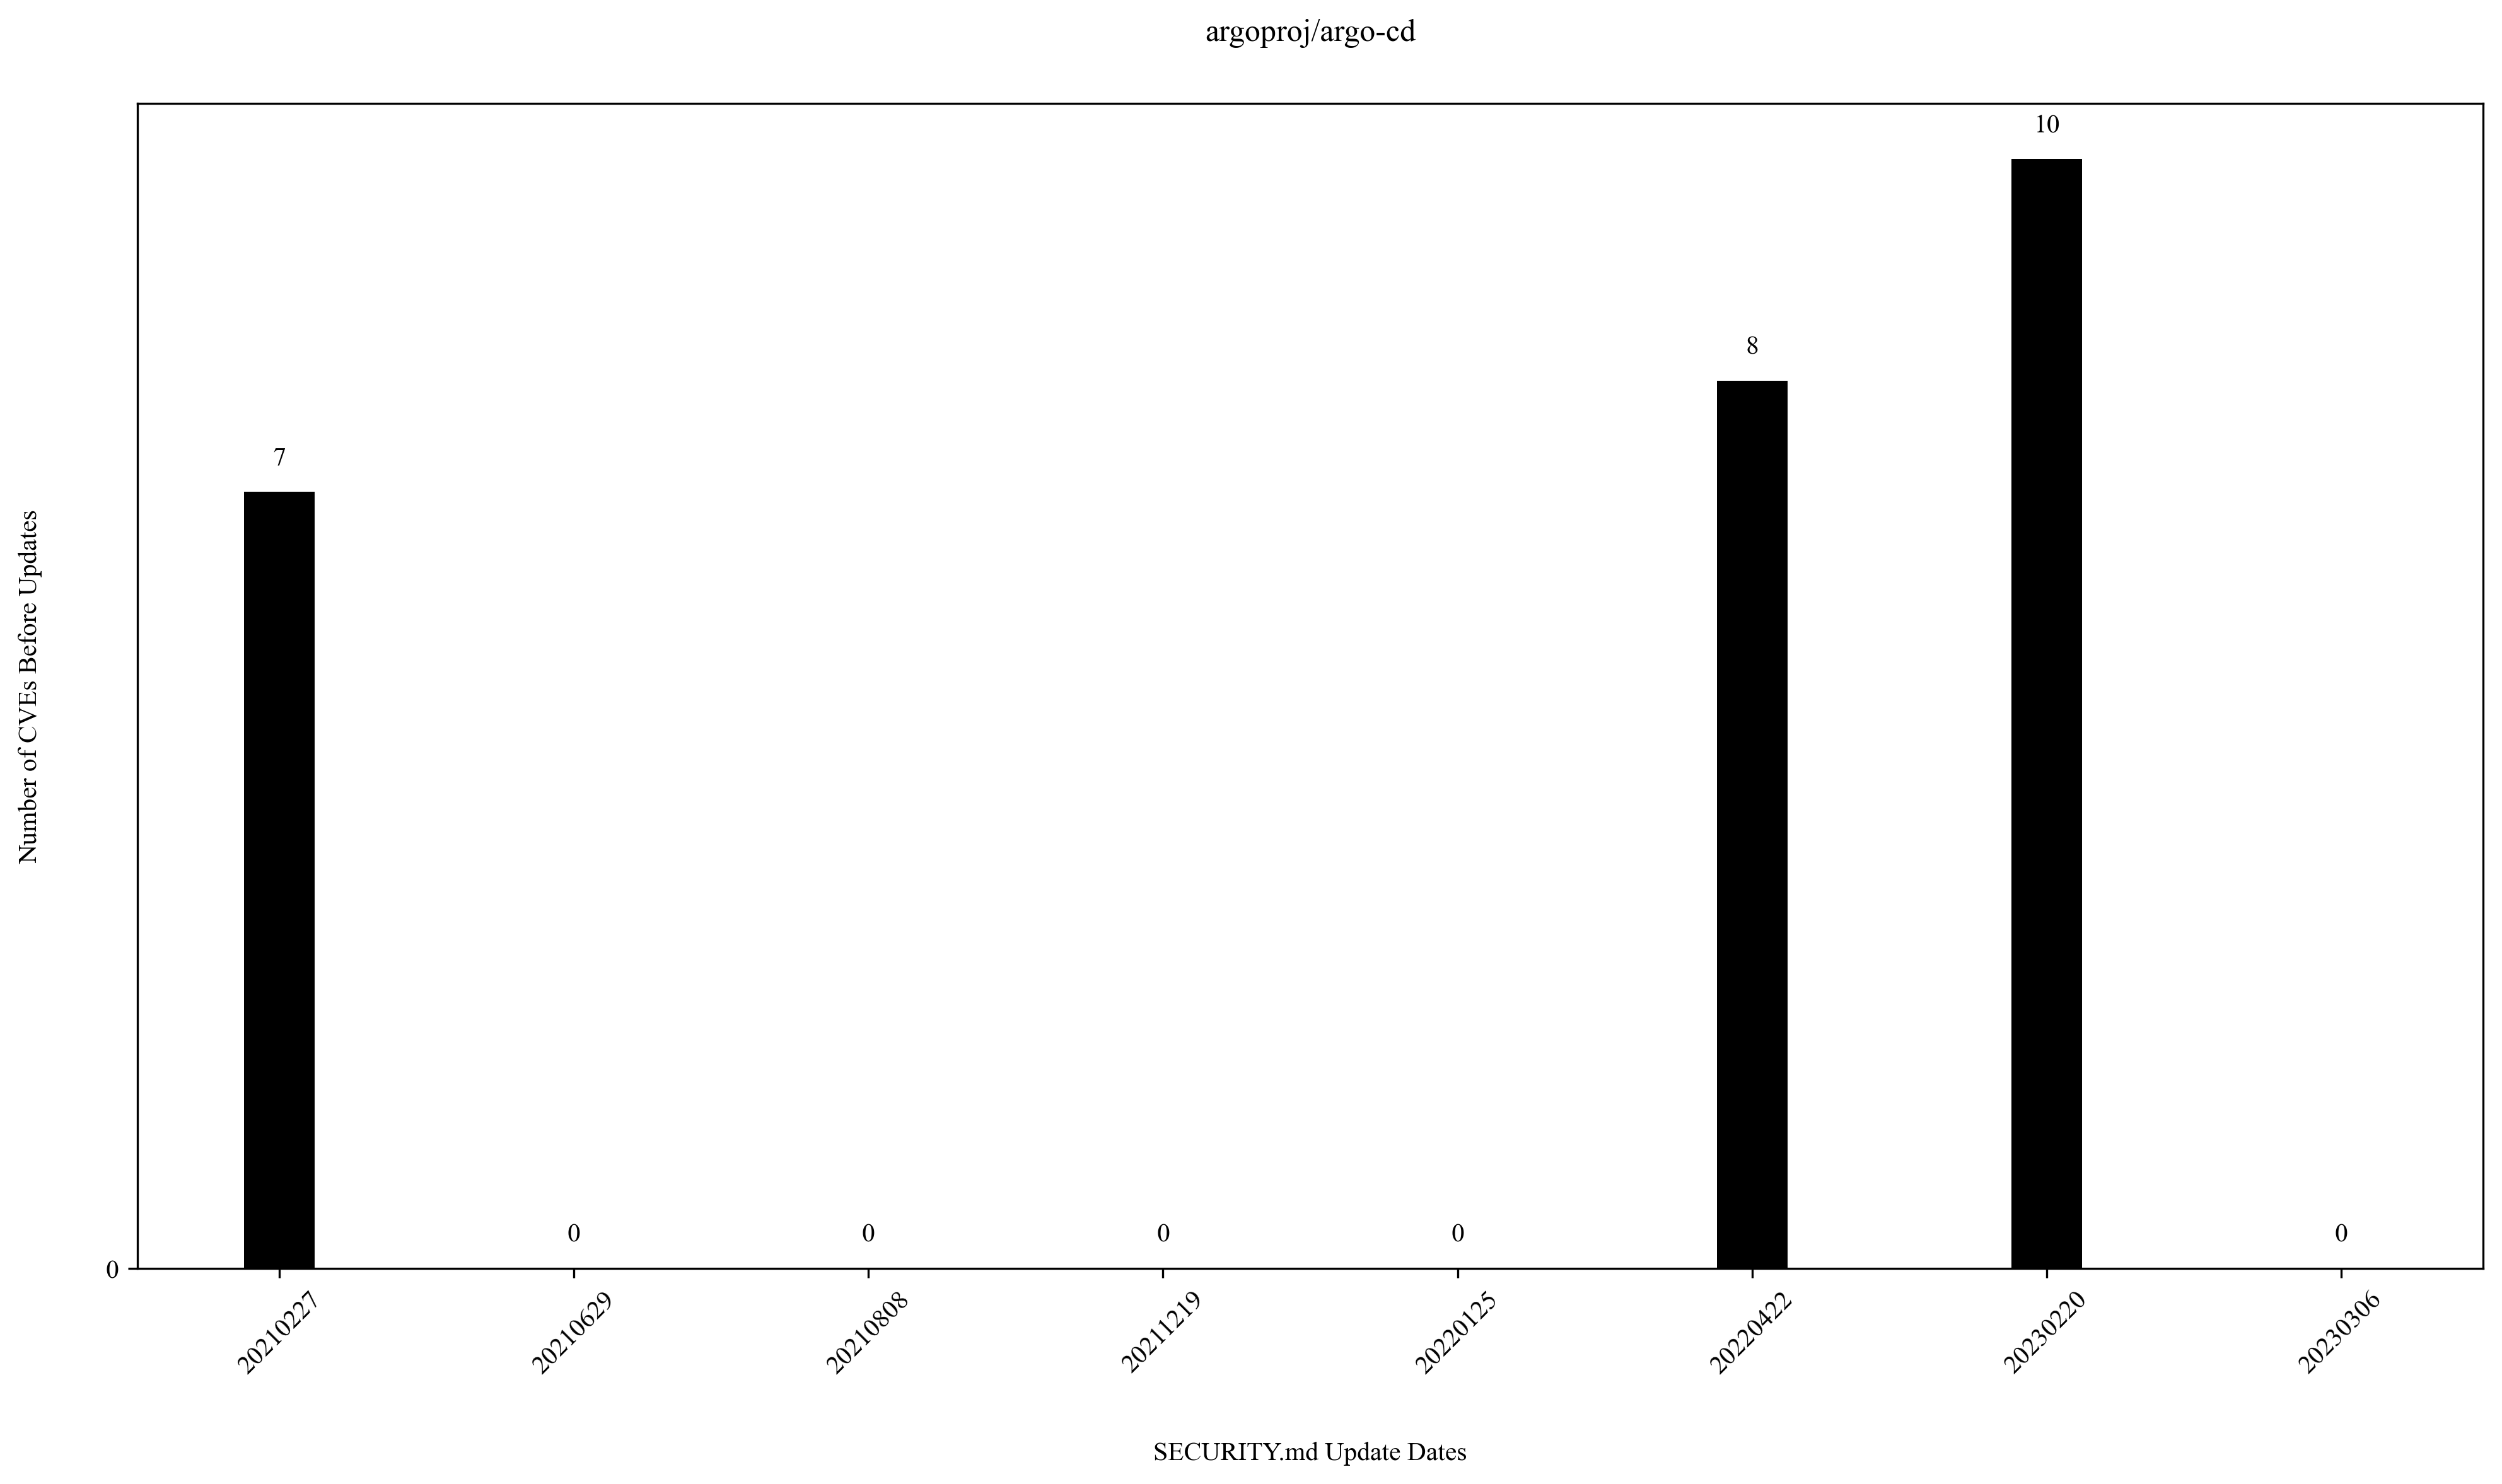 argoproj/argo-cd
10
8
7
Number of CVEs Before Updates
0 0 0 0 0
0
20210227 20210629 20210808 20211219 20220125 20220422 20230220 20230306
SECURITY.md Update Dates